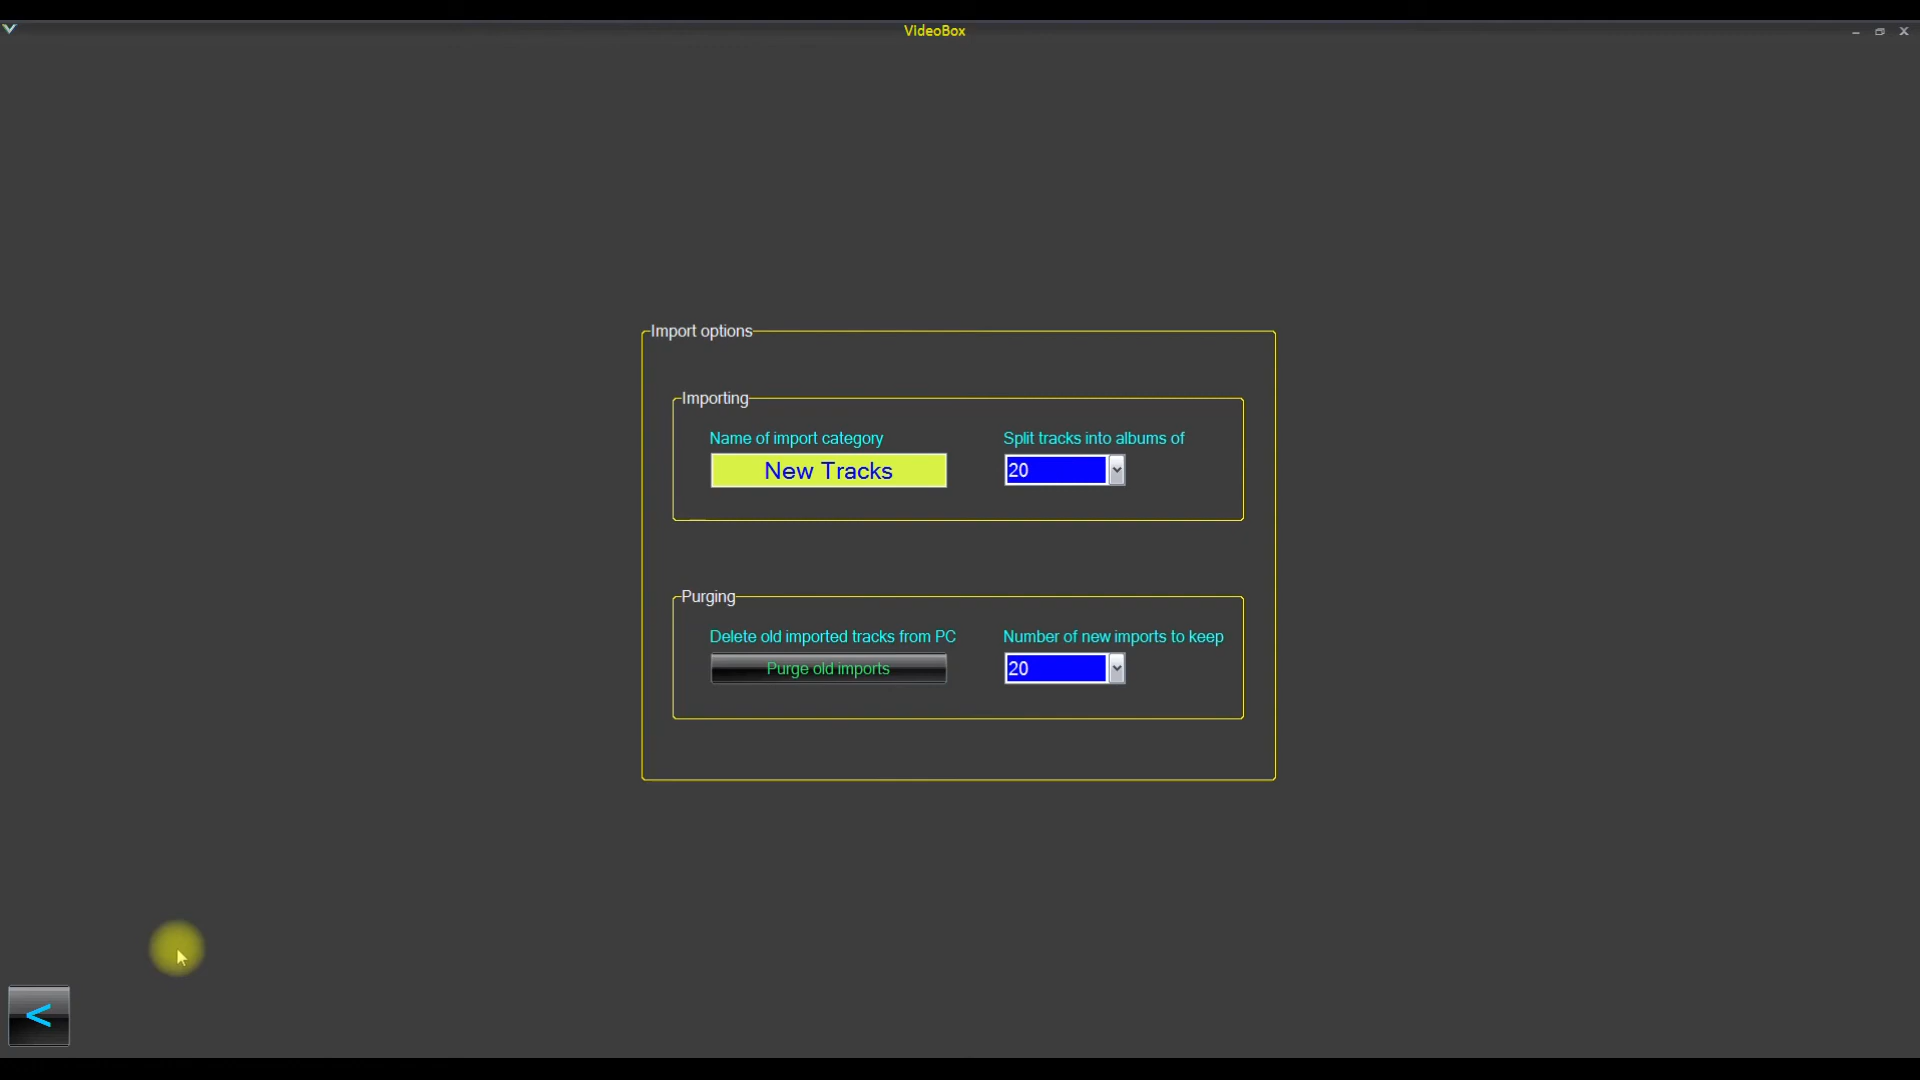 VideoBox
Import options
Importing
Name of import category
Split tracks into albums of
New Tracks
20
Purging
Delete old imported tracks from PC
Number of new imports to keep
Purge old imports
20
<